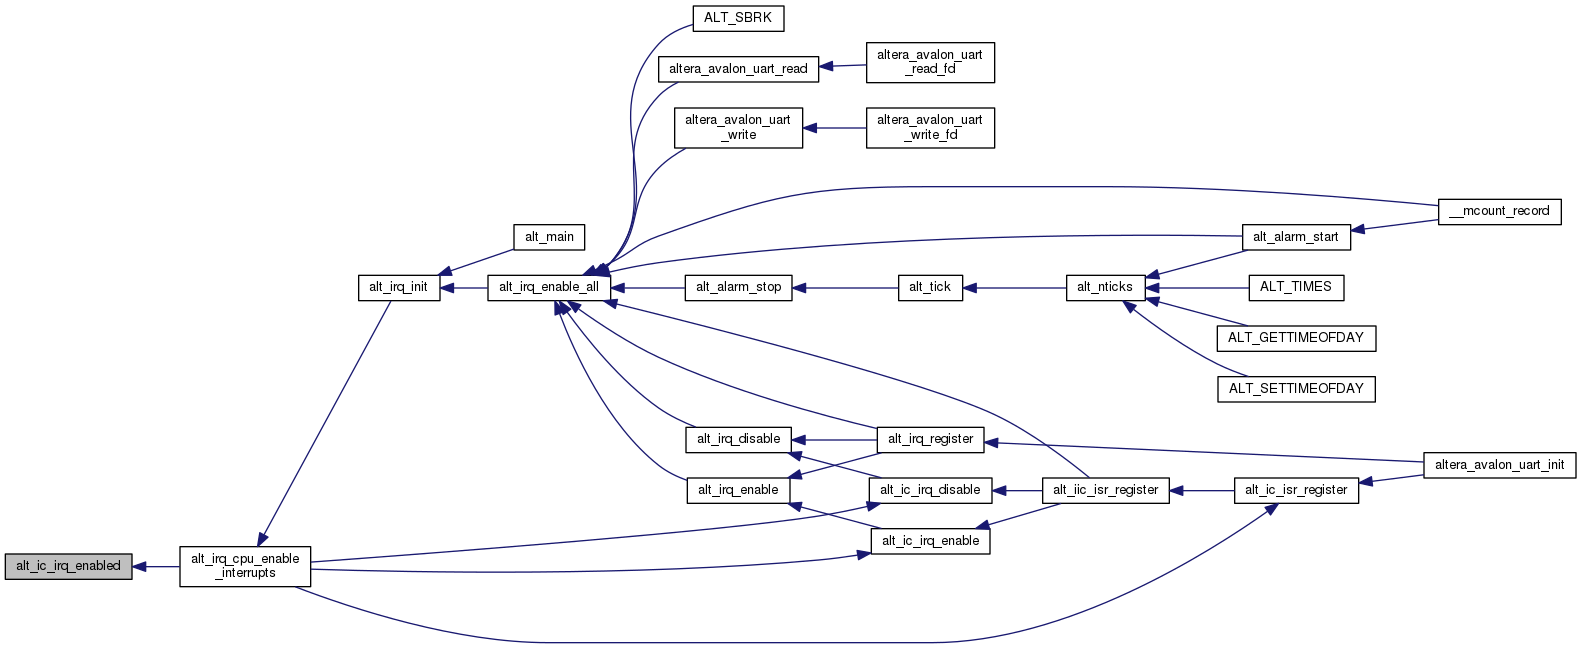 ALT_SBRK
altera_avalon_uart_read
altera_avalon_uart
_read_fd
altera_avalon_uart
_write
altera_avalon_uart
_write_fd
__mcount_record
alt_main
alt_alarm_start
alt_irq_init
alt_irq_enable_all
alt_alarm_stop
alt_tick
alt_nticks
ALT_TIMES
ALT_GETTIMEOFDAY
ALT_SETTIMEOFDAY
alt_irq_disable
alt_irq_register
altera_avalon_uart_init
alt_irq_enable
alt_ic_irq_disable
alt_iic_isr_register
alt_ic_isr_register
alt_ic_irq_enable
alt_ic_irq_enabled
alt_irq_cpu_enable
_interrupts